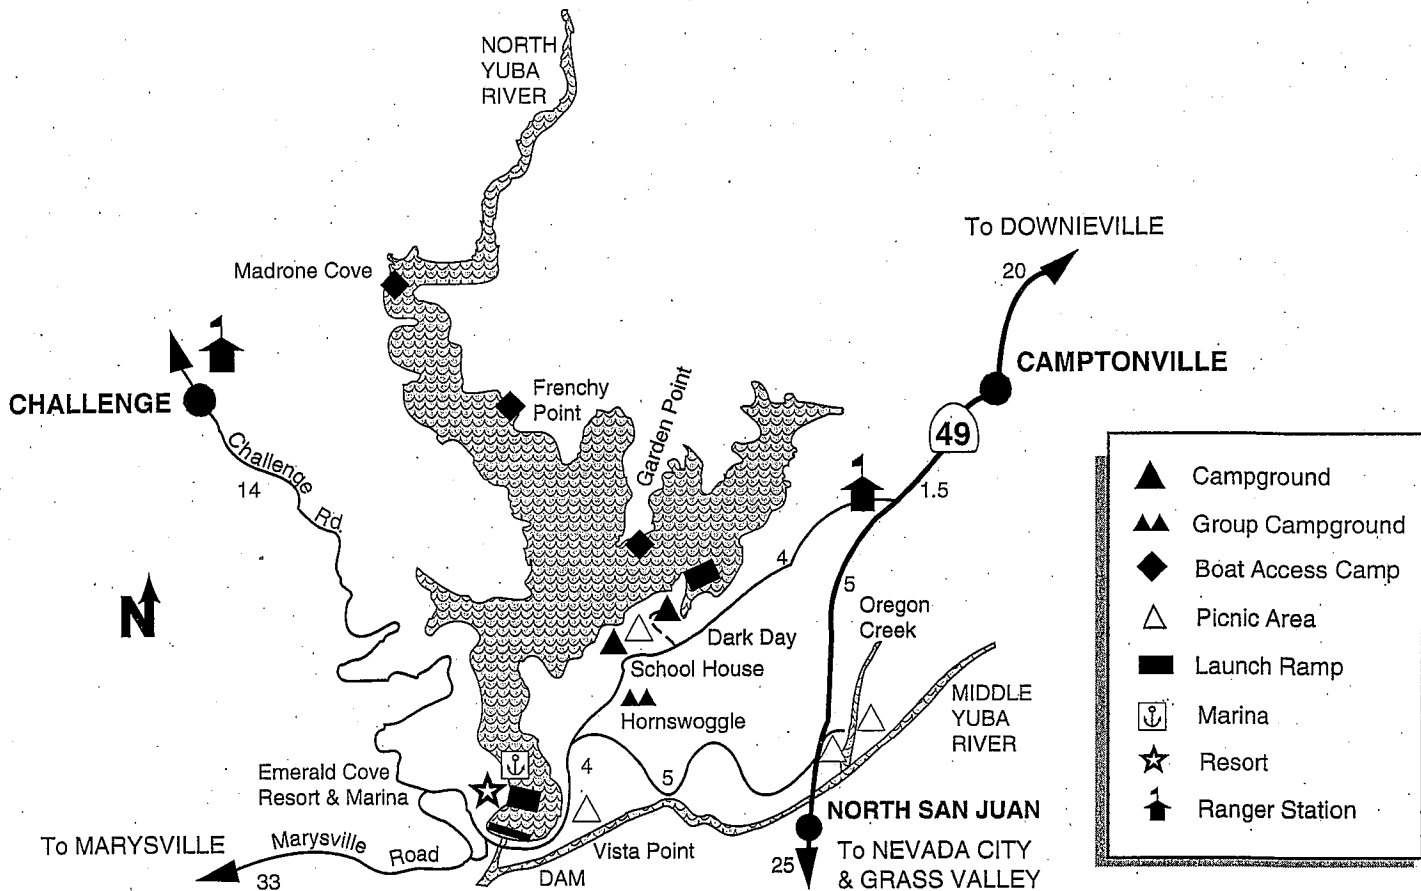 NORTH
YUBA
RIVER
To DOWNIEVILLE
20
Madrone Cove
CAMPTONVILLE
Frenchy
Point
Garden Point
CHALLENGE
49
Challenge
Rd.
14
1.5
4
5
Oregon
Creek
N
Dark Day
School House
Hornswoggle
MIDDLE
YUBA
RIVER
Emerald Cove
Resort & Marina
4
5
NORTH SAN JUAN
To MARYSVILLE
Marysville
Road
33
Vista Point
DAM
25
To NEVADA CITY
& GRASS VALLEY
Campground
Group Campground
Boat Access Camp
Picnic Area
Launch Ramp
Marina
Resort
Ranger Station